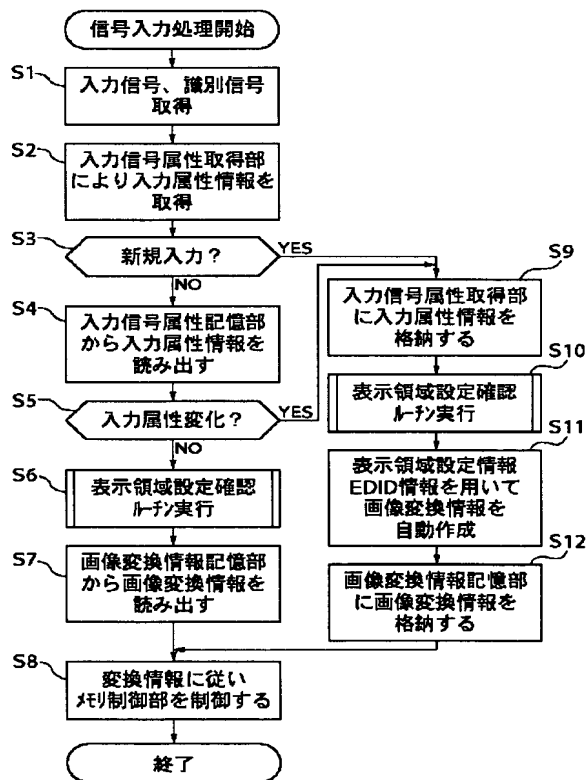 信号入力処理開始
S1
入力信号、識別信号
取得
S2
入力信号属性取得部
により入力属性情報を
取得
S3
新規入力?
YES
NO
S4
入力信号属性記憶部
から入力属性情報を
読み出す
S5
入力属性変化?
YES
NO
S6
表示領域設定確認
ルーチン実行
S7
画像変換情報記憶部
から画像変換情報を
読み出す
S8
変換情報に従い
メモリ制御部を制御する
終了
S9
入力信号属性取得部
に入力属性情報を
格納する
S10
表示領域設定確認
ルーチン実行
S11
表示領域設定情報
EDID情報を用いて
画像変換情報を
自動作成
S12
画像変換情報記憶部
に画像変換情報を
格納する